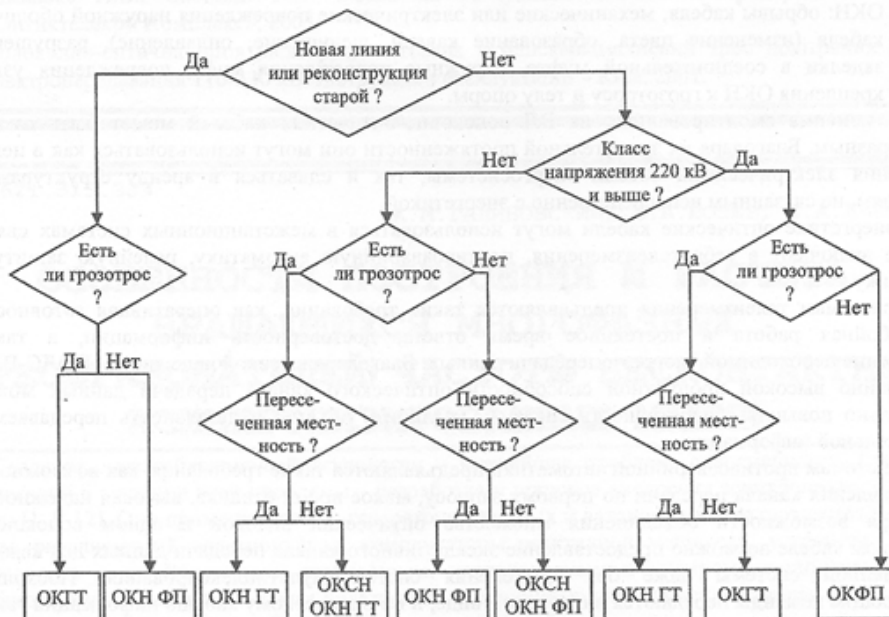 Новая линия
или реконструкция
старой ?
Да
Нет
Класс
напряжения 220 кВ
и выше ?
Нет
Да
Есть
ли грозотрос
?
Есть
ли грозотрос
?
Есть
ли грозотрос
?
Да
Нет
Да
Нет
Да
Нет
Пересе-
ченная мест-
ность ?
Пересе-
ченная мест-
ность ?
Пересе-
ченная мест-
ность ?
Да
Нет
Да
Нет
Да
Нет
ОКГТ
ОКН ФП
ОКН ГТ
ОКСН
ОКН ГТ
ОКН ФП
ОКСН
ОКН ФП
ОКН ГТ
ОКГТ
ОКФП